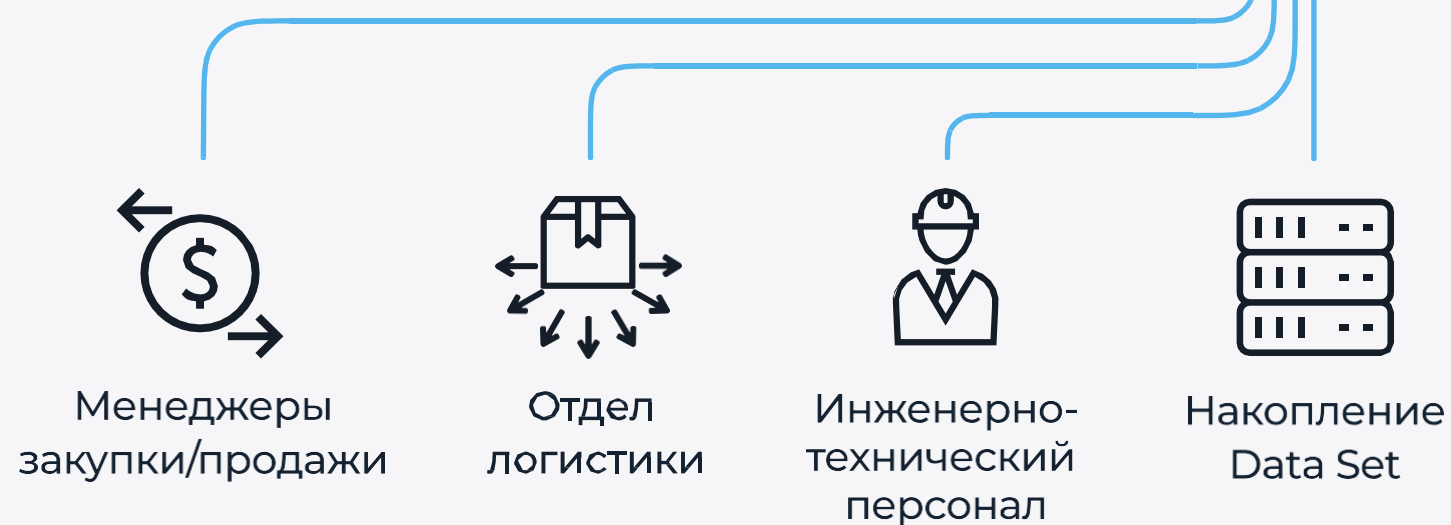 Менеджеры
закупки/продажи
Отдел
логистики
Инженерно-
технический
персонал
Накопление
Data Set